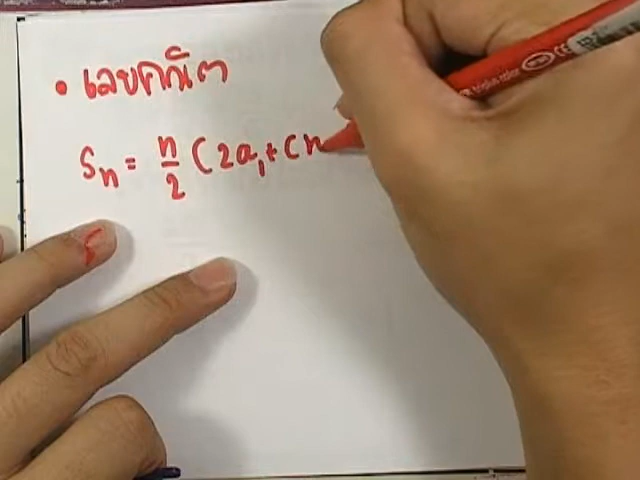 • เลขคณิต
Sn = n/2 (2a1 + (n